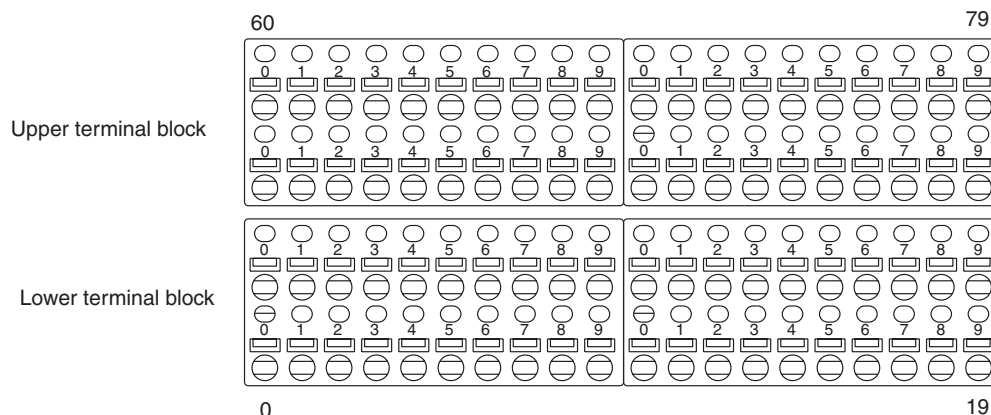 60 79
0 1 2 3 4 5 6 7 8 9 0 1 2 3 4 5 6 7 8 9
Upper terminal block
0 1 2 3 4 5 6 7 8 9 0 1 2 3 4 5 6 7 8 9
0 1 2 3 4 5 6 7 8 9 0 1 2 3 4 5 6 7 8 9
Lower terminal block
0 1 2 3 4 5 6 7 8 9 0 1 2 3 4 5 6 7 8 9
0 19